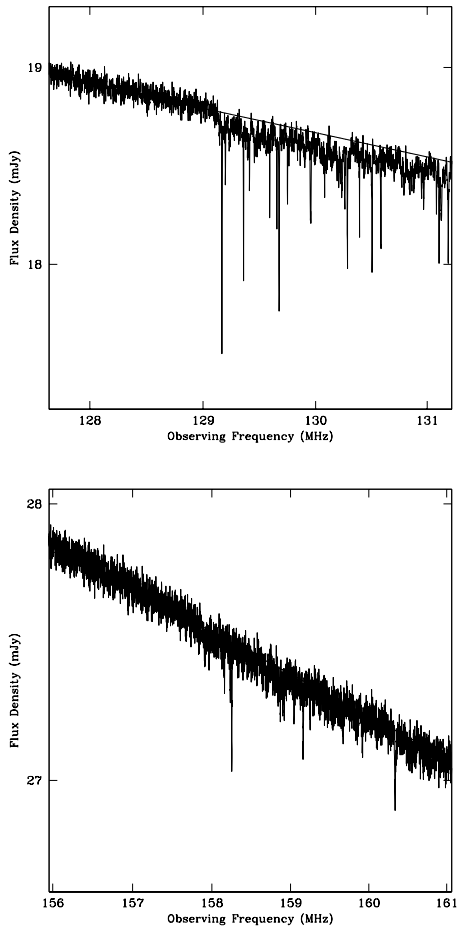 19
18
Flux Density (mJy)
128 129 130 131
Observing Frequency (MHz)
28
27
Flux Density (mJy)
156 157 158 159 160 161
Observing Frequency (MHz)